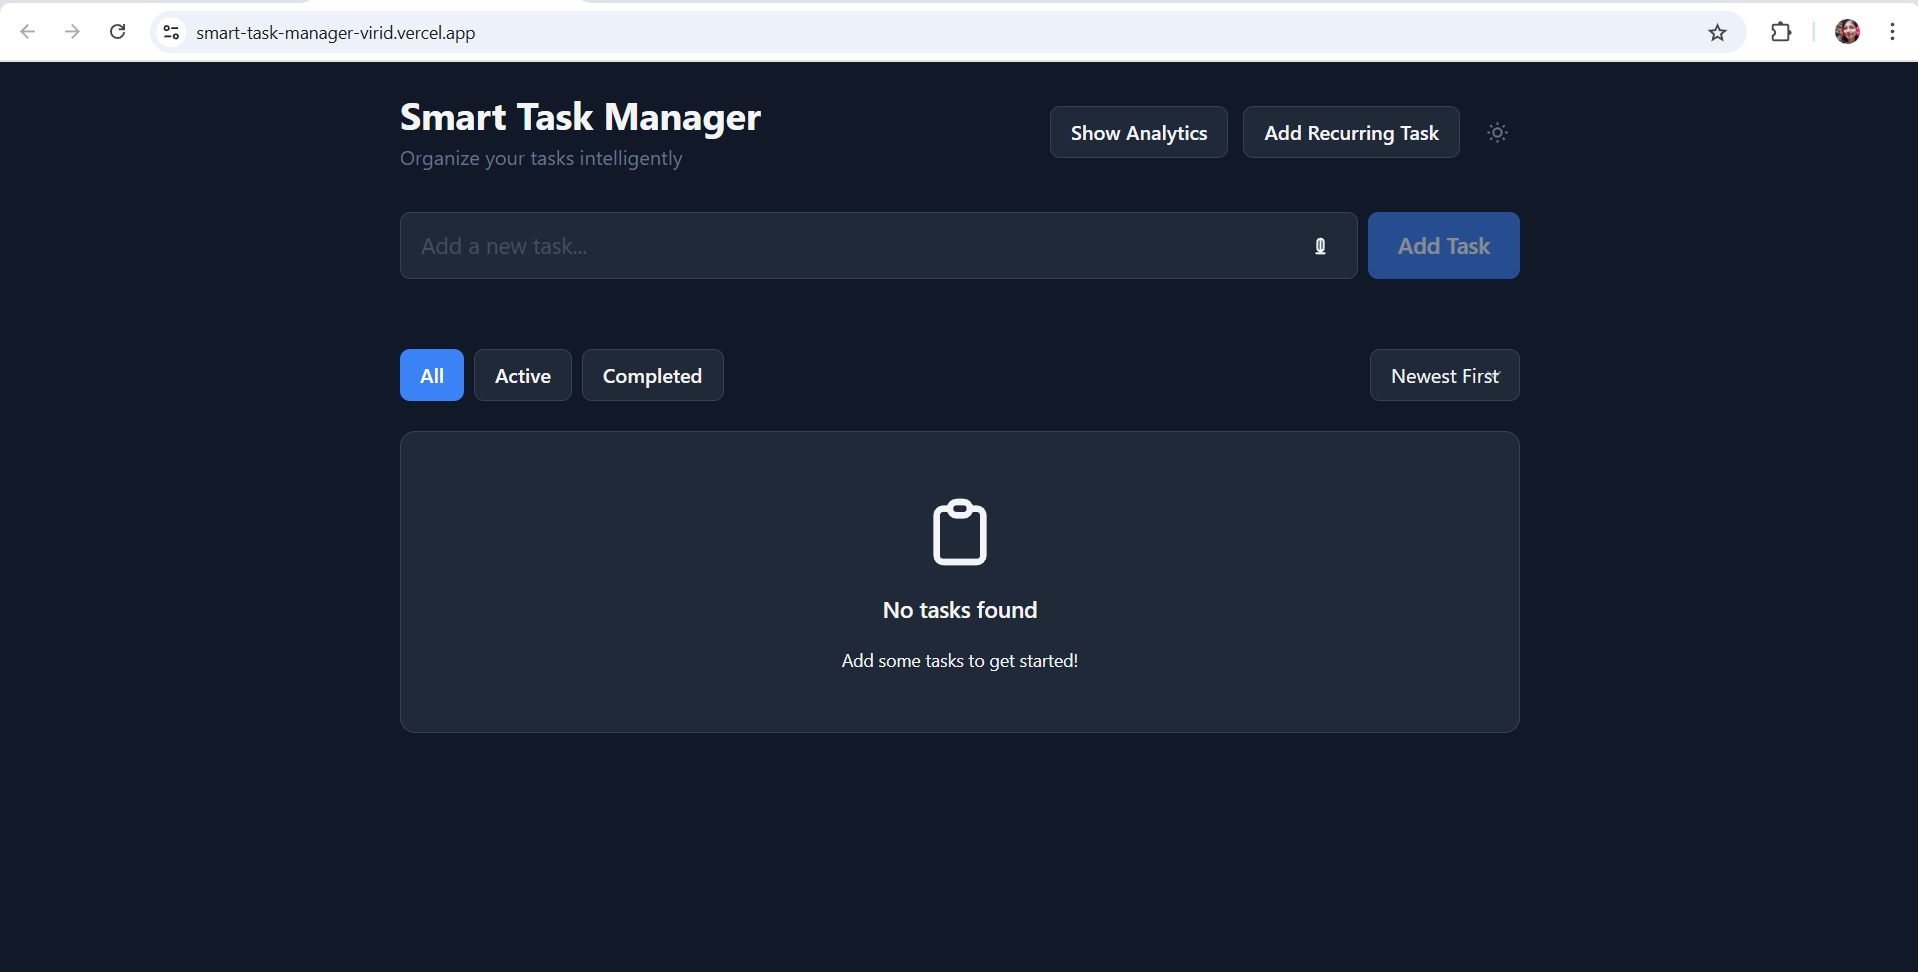 smart-task-manager-virid.vercel.app
Smart Task Manager
Organize your tasks intelligently
Show Analytics
Add Recurring Task
Add a new task...
Add Task
All
Active
Completed
Newest First
No tasks found
Add some tasks to get started!